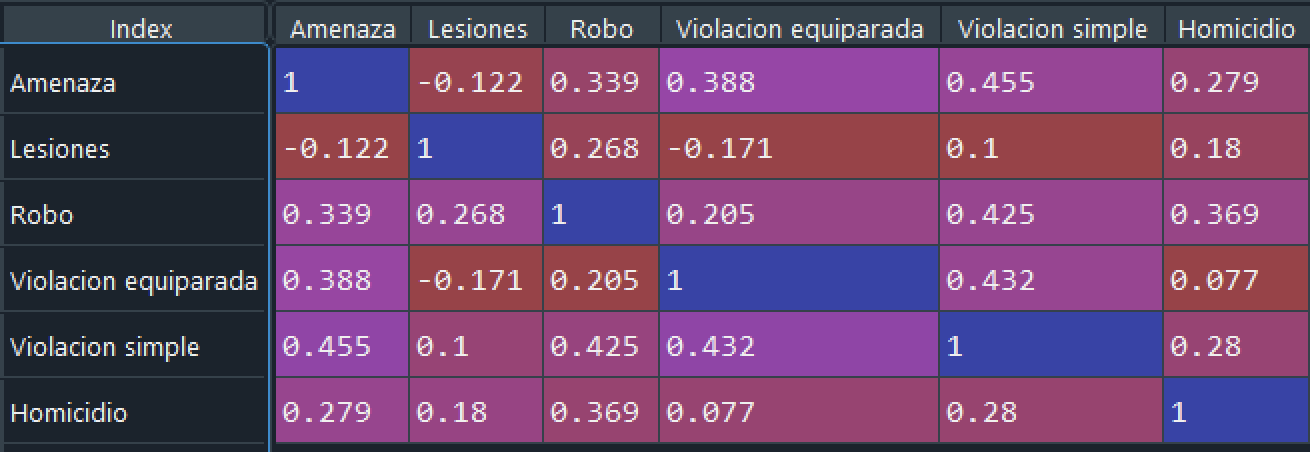 Index Amenaza Lesiones Robo Violacion equiparada Violacion simple Homicidio
Amenaza 1 -0.122 0.339 0.388 0.455 0.279
Lesiones -0.122 1 0.268 -0.171 0.1 0.18
Robo 0.339 0.268 1 0.205 0.425 0.369
Violacion equiparada 0.388 -0.171 0.205 1 0.432 0.077
Violacion simple 0.455 0.1 0.425 0.432 1 0.28
Homicidio 0.279 0.18 0.369 0.077 0.28 1